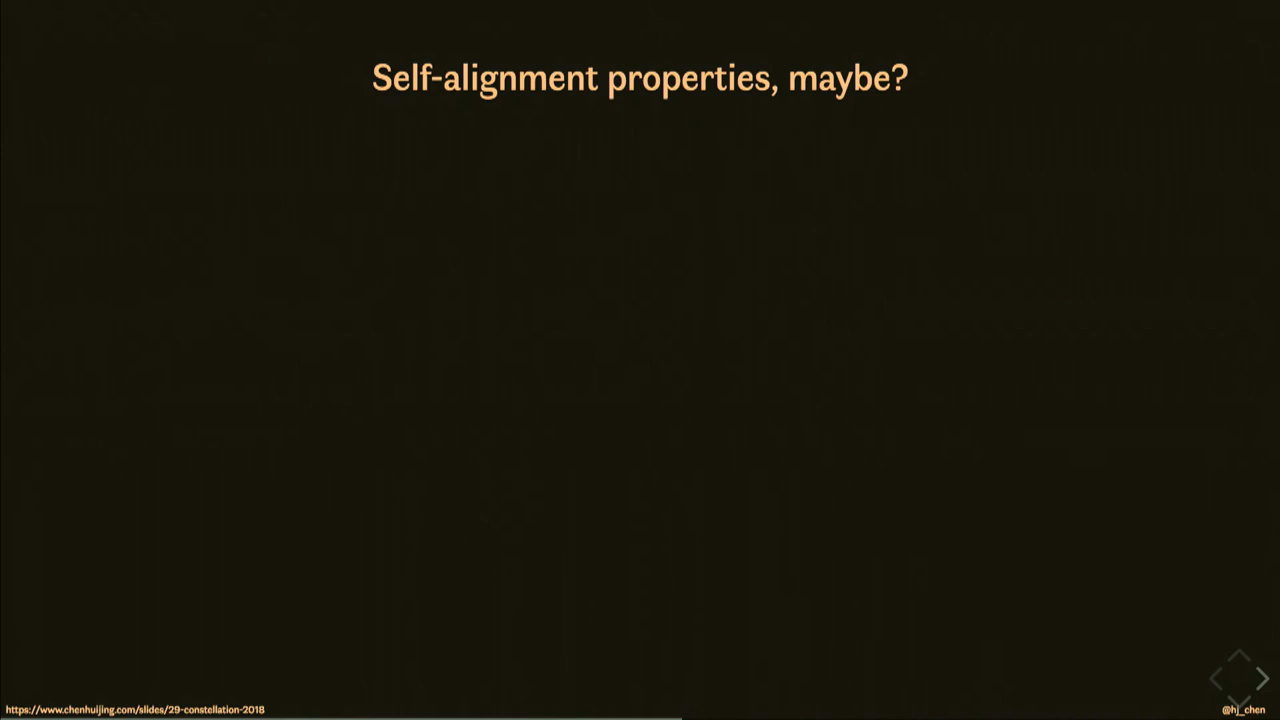 Self-alignment properties, maybe?
https://www.chenhuijing.com/slides/29-constellation-2018
@hj_chen